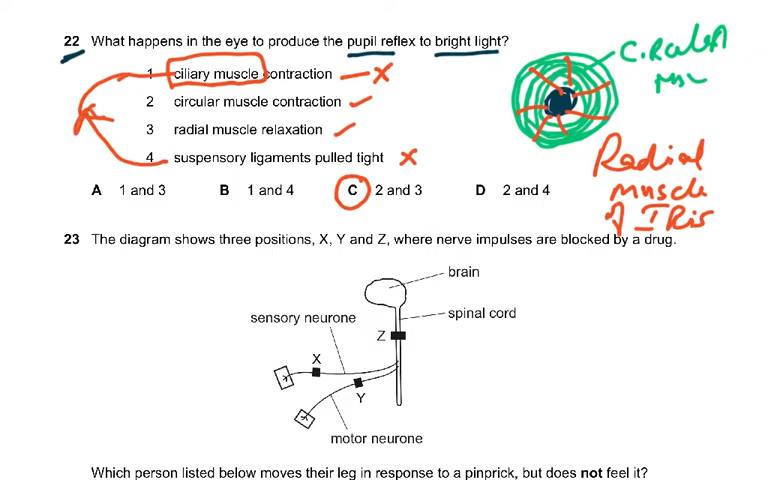 22 What happens in the eye to produce the pupil reflex to bright light?
1 ciliary muscle contraction
2 circular muscle contraction
3 radial muscle relaxation
4 suspensory ligaments pulled tight
A 1 and 3 B 1 and 4 C 2 and 3 D 2 and 4
Radial
muscle
of IRis
23 The diagram shows three positions, X, Y and Z, where nerve impulses are blocked by a drug.
brain
spinal cord
sensory neurone
Z
X
Y
motor neurone
Which person listed below moves their leg in response to a pinprick, but does not feel it?